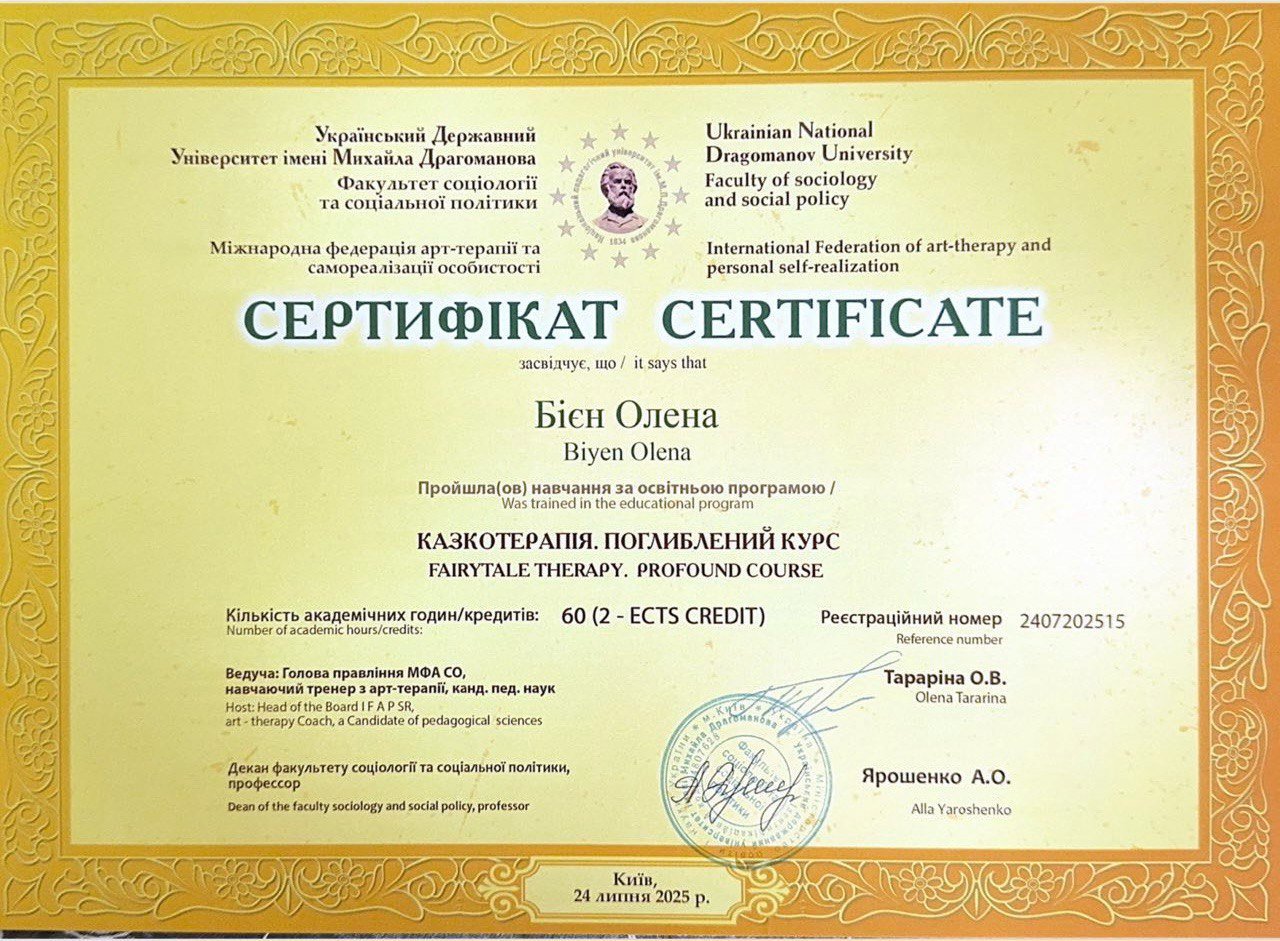 Український Державний
Університет імені Михайла Драгоманова
Факультет соціології
та соціальної політики
Міжнародна федерація арт-терапії та
самореалізації особистості
Національний педагогічний університет ім. М.П.Драгоманова
1834
Ukrainian National
Dragomanov University
Faculty of sociology
and social policy
International Federation of art-therapy and
personal self-realization
СЕРТИФІКАТ CERTIFICATE
засвідчує, що / it says that
Бієн Олена
Biyen Olena
Пройшла(ов) навчання за освітньою програмою /
Was trained in the educational program
КАЗКОТЕРАПІЯ. ПОГЛИБЛЕНИЙ КУРС
FAIRYTALE THERAPY. PROFOUND COURSE
Кількість академічних годин/кредитів: 60 (2 - ECTS CREDIT)
Number of academic hours/credits:
Реєстраційний номер 2407202515
Reference number
Ведуча: Голова правління МФА СО,
навчаючий тренер з арт-терапії, канд. пед. наук
Host: Head of the Board I F A P SR,
art - therapy Coach, a Candidate of pedagogical sciences
Тараріна О.В.
Olena Tararina
Декан факультету соціології та соціальної політики,
професор
Dean of the faculty sociology and social policy, professor
Ярошенко А.О.
Alla Yaroshenko
Київ,
24 липня 2025 р.